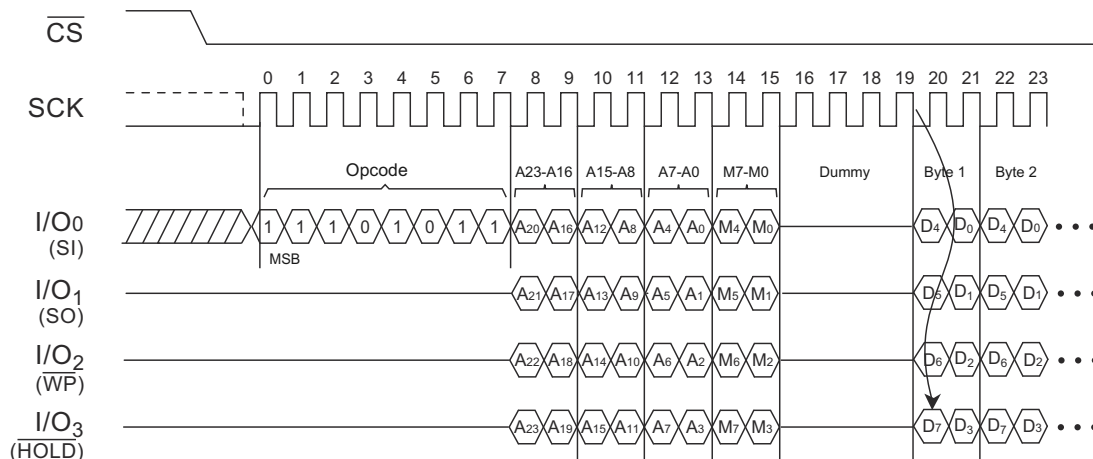 CS
0 1 2 3 4 5 6 7 8 9 10 11 12 13 14 15 16 17 18 19 20 21 22 23
SCK
Opcode A23-A16 A15-A8 A7-A0 M7-M0 Dummy Byte 1 Byte 2
I/O0 1 1 1 0 1 0 1 1 A20 A16 A12 A8 A4 A0 M4 M0 D4 D0 D4 D0 • • •
(SI)
MSB
I/O1 A21 A17 A13 A9 A5 A1 M5 M1 D5 D1 D5 D1 • • •
(SO)
I/O2 A22 A18 A14 A10 A6 A2 M6 M2 D6 D2 D6 D2 • • •
(WP)
I/O3 A23 A19 A15 A11 A7 A3 M7 M3 D7 D3 D7 D3 • • •
(HOLD)